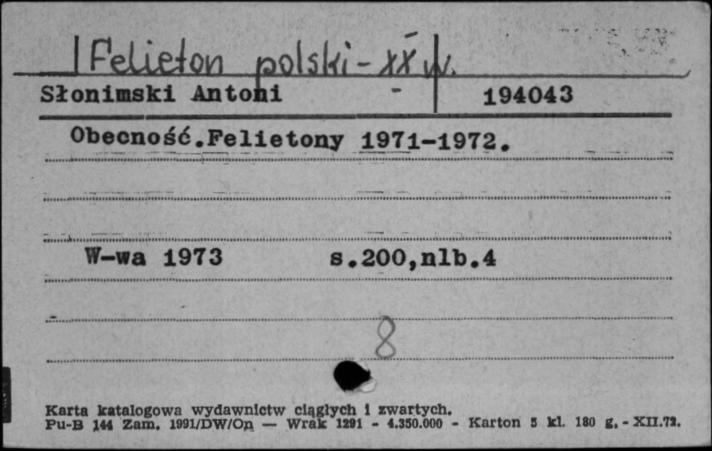 Felieton polski - XX w.
Słonimski Antoni - 194043
Obecność.Felietony 1971-1972.
W-wa 1973 s.200,nlb.4
8
Karta katalogowa wydawnictw ciągłych i zwartych.
Pu-B 144 Zam. 1991/DW/Op — Wrak 1291 - 4.350.000 - Karton 5 kl. 180 g. - XII.72.